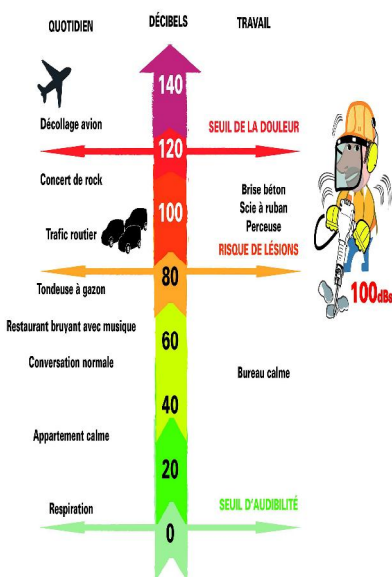 QUOTIDIEN DÉCIBELS TRAVAIL
140
Décollage avion SEUIL DE LA DOULEUR
120
Concert de rock
Brise béton
Scie à ruban
100
Perceuse
Trafic routier
RISQUE DE LÉSIONS
80
Tondeuse à gazon
100dBs
Restaurant bruyant avec musique
60
Conversation normale
Bureau calme
40
Appartement calme
20
Respiration SEUIL D'AUDIBILITÉ
0